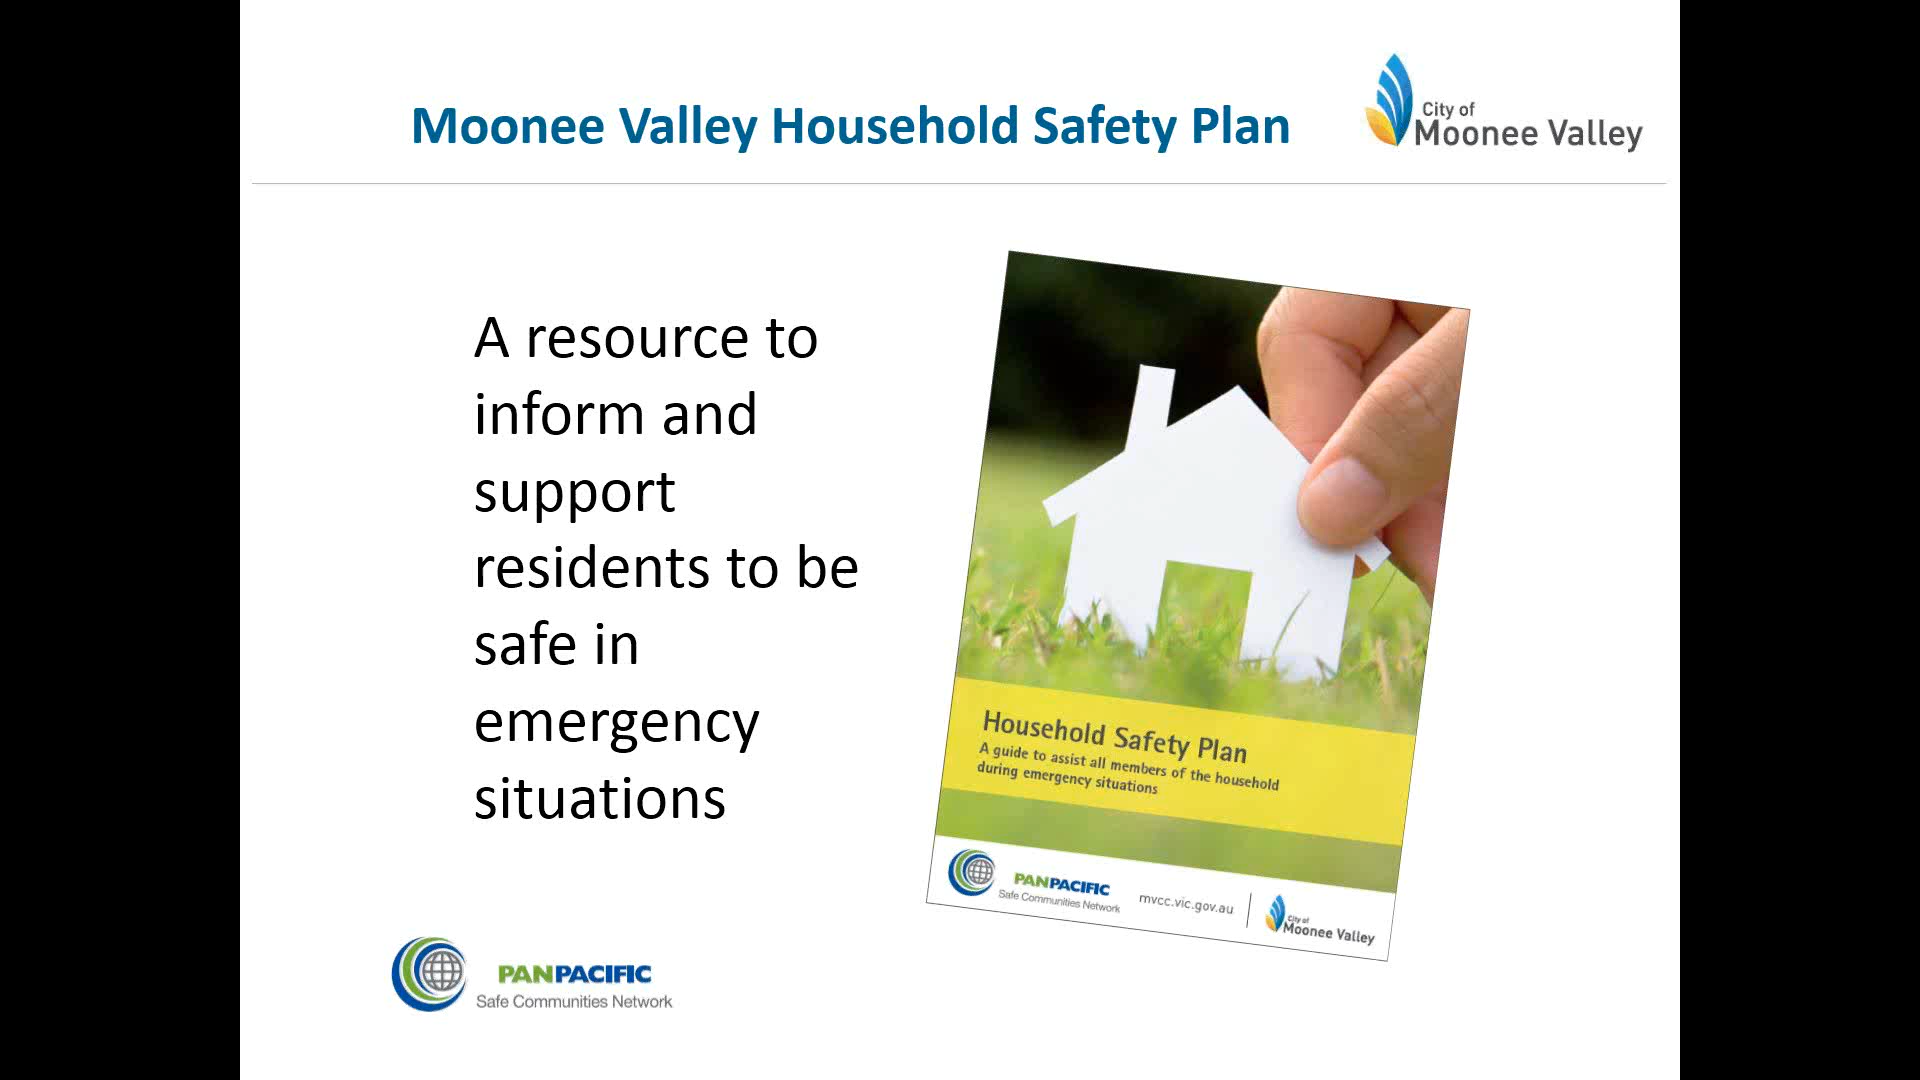 Moonee Valley Household Safety Plan
City of
Moonee Valley
A resource to
inform and
support
residents to be
safe in
emergency
situations
Household Safety Plan
A guide to assist all members of the household
during emergency situations
PANPACIFIC
Safe Communities Network
mvcc.vic.gov.au
City of
Moonee Valley
PANPACIFIC
Safe Communities Network